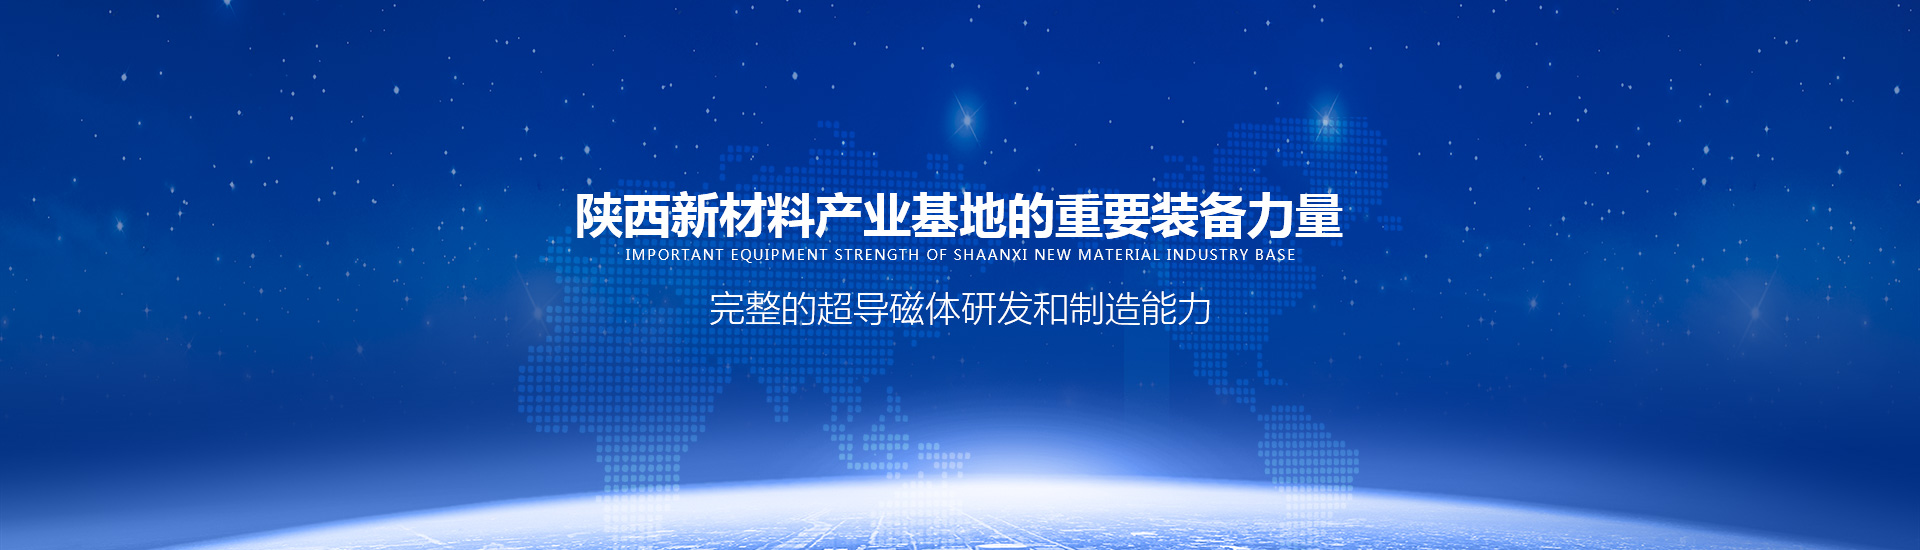 陕西新材料产业基地的重要装备力量
IMPORTANT EQUIPMENT STRENGTH OF SHAANXI NEW MATERIAL INDUSTRY BASE
完整的超导磁体研发和制造能力